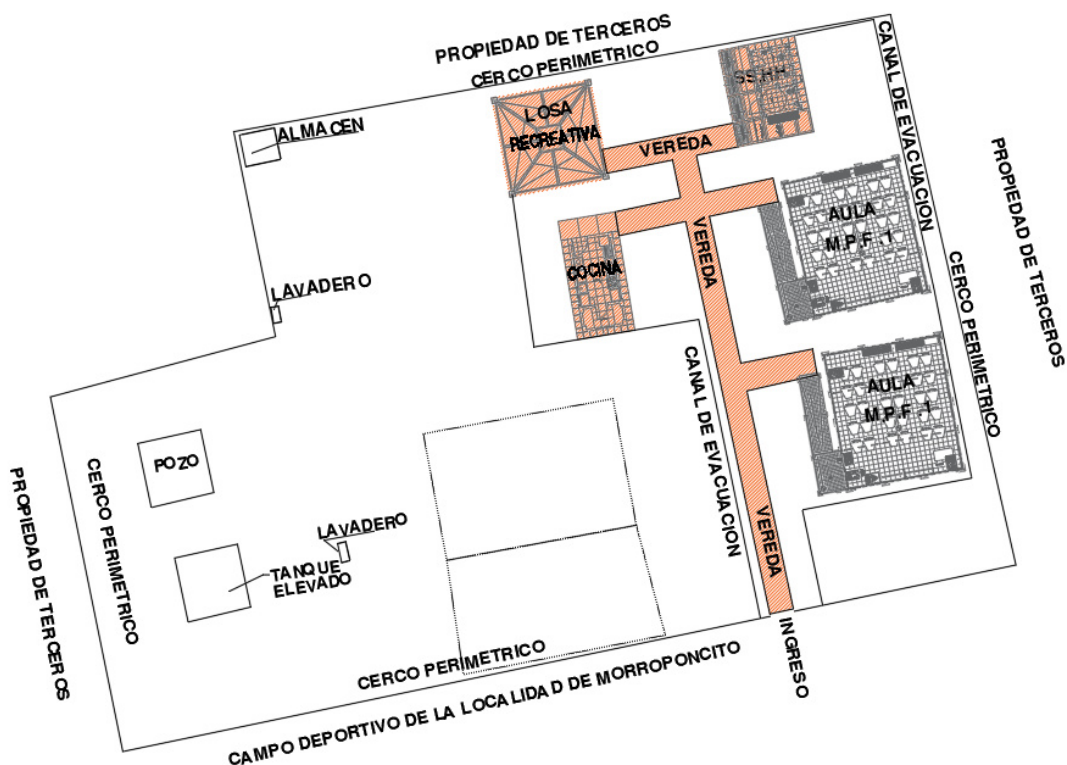 PROPIEDAD DE TERCEROS
CERCO PERIMETRICO
CANAL DE EVACUACION
SS.HH
LOSA
RECREATIVA
ALMACEN
VEREDA
PROPIEDAD DE TERCEROS
AULA
M.P.F.1
VEREDA
COCINA
CERCO PERIMETRICO
LAVADERO
CANAL DE EVACUACION
AULA
M.P.F.1
POZO
CERCO PERIMETRICO
PROPIEDAD DE TERCEROS
VEREDA
LAVADERO
TANQUE
ELEVADO
CERCO PERIMETRICO
INGRESO
CAMPO DEPORTIVO DE LA LOCALIDAD DE MORROPONCITO